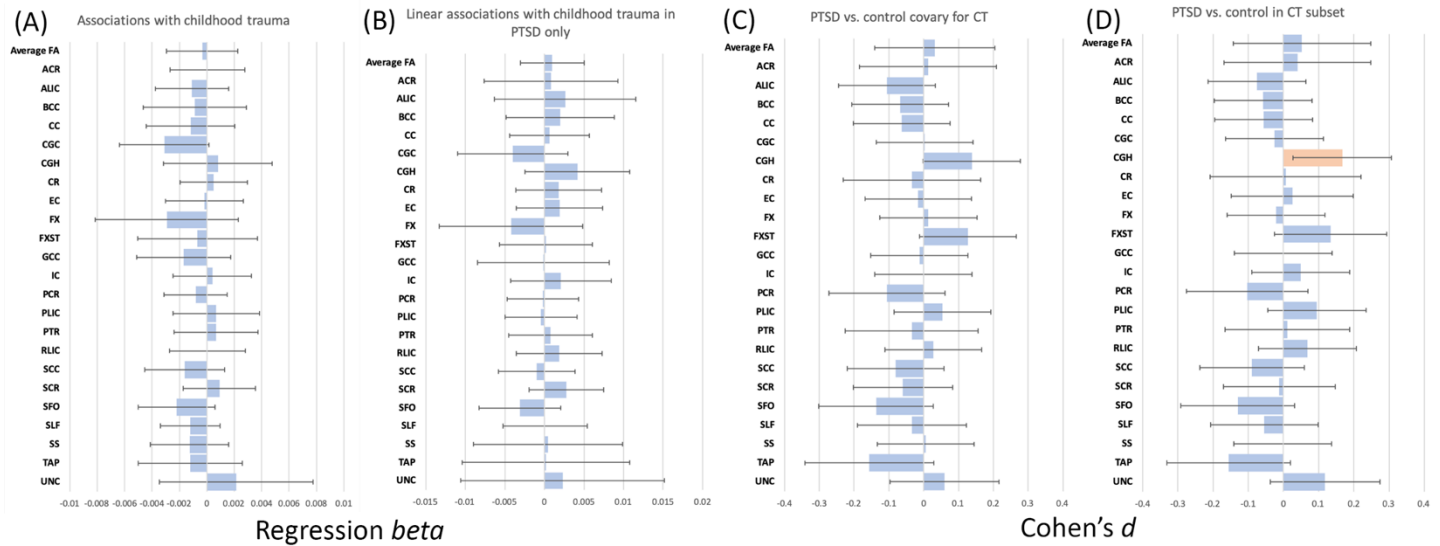 (A)
Associations with childhood trauma
Average FA
ACR
ALIC
BCC
CC
CGC
CGH
CR
EC
FX
FXST
GCC
IC
PCR
PLIC
PTR
RLIC
SCC
SCR
SFO
SLF
SS
TAP
UNC
-0.01 -0.008 -0.006 -0.004 -0.002 0 0.002 0.004 0.006 0.008 0.01
(B)
Linear associations with childhood trauma in
PTSD only
Average FA
ACR
ALIC
BCC
CC
CGC
CGH
CR
EC
FX
FXST
GCC
IC
PCR
PLIC
PTR
RLIC
SCC
SCR
SFO
SLF
SS
TAP
UNC
-0.015 -0.01 -0.005 0 0.005 0.01 0.015 0.02
Regression beta
(C)
PTSD vs. control covary for CT
Average FA
ACR
ALIC
BCC
CC
CGC
CGH
CR
EC
FX
FXST
GCC
IC
PCR
PLIC
PTR
RLIC
SCC
SCR
SFO
SLF
SS
TAP
UNC
-0.4 -0.3 -0.2 -0.1 0 0.1 0.2 0.3 0.4
(D)
PTSD vs. control in CT subset
Average FA
ACR
ALIC
BCC
CC
CGC
CGH
CR
EC
FX
FXST
GCC
IC
PCR
PLIC
PTR
RLIC
SCC
SCR
SFO
SLF
SS
TAP
UNC
-0.4 -0.3 -0.2 -0.1 0 0.1 0.2 0.3 0.4
Cohen's d